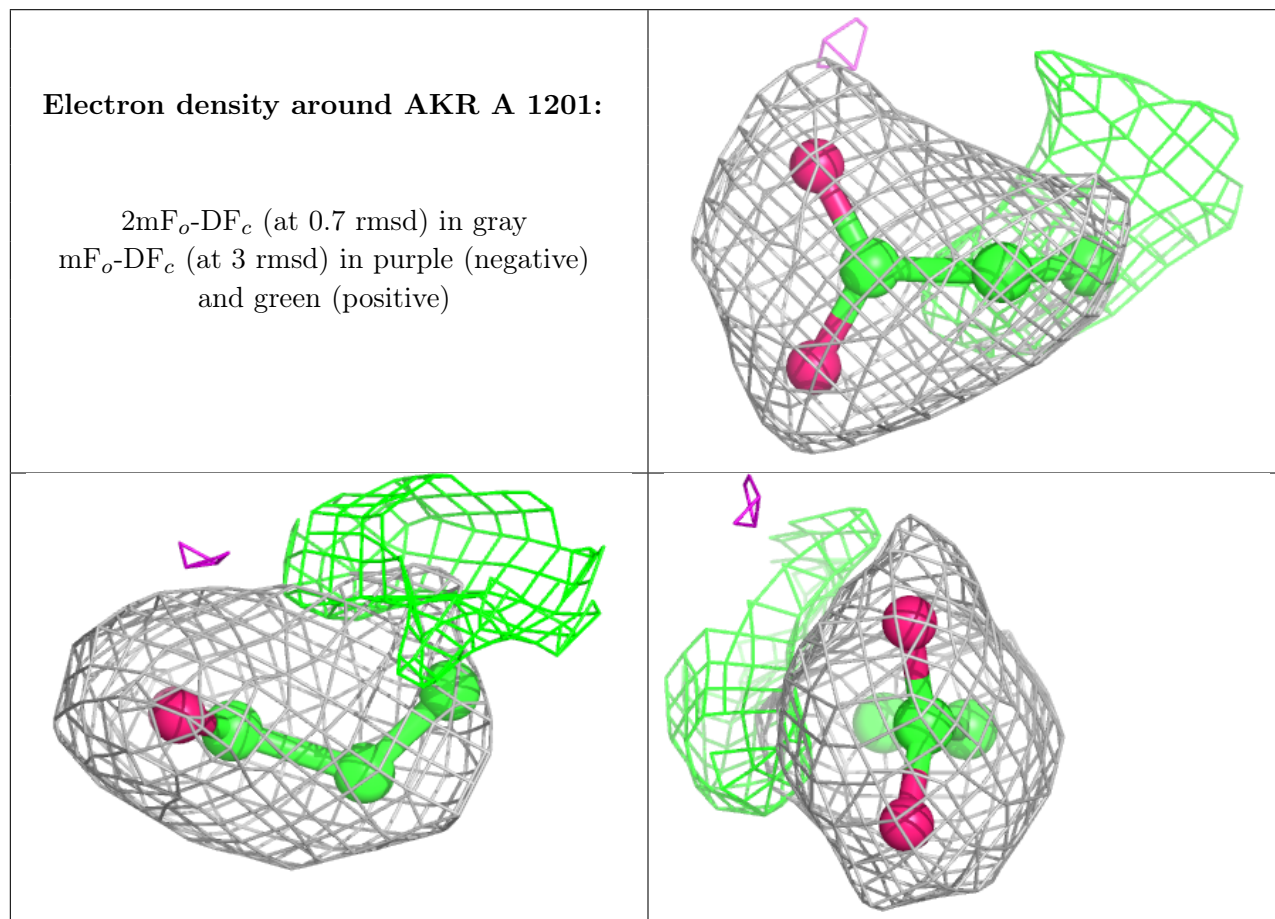 Electron density around AKR A 1201:
2mFo-DFc (at 0.7 rmsd) in gray
mFo-DFc (at 3 rmsd) in purple (negative)
and green (positive)